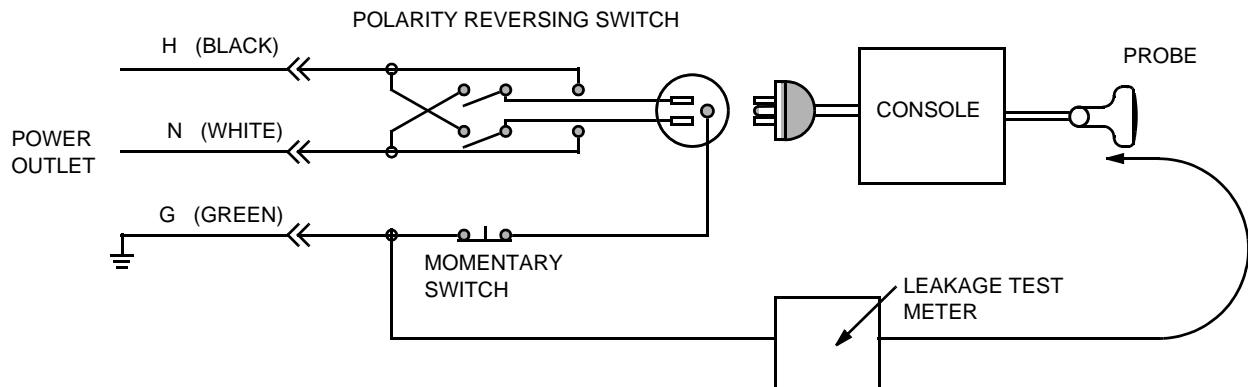 POLARITY REVERSING SWITCH
H (BLACK)
PROBE
CONSOLE
N (WHITE)
POWER
OUTLET
G (GREEN)
MOMENTARY
SWITCH
LEAKAGE TEST
METER